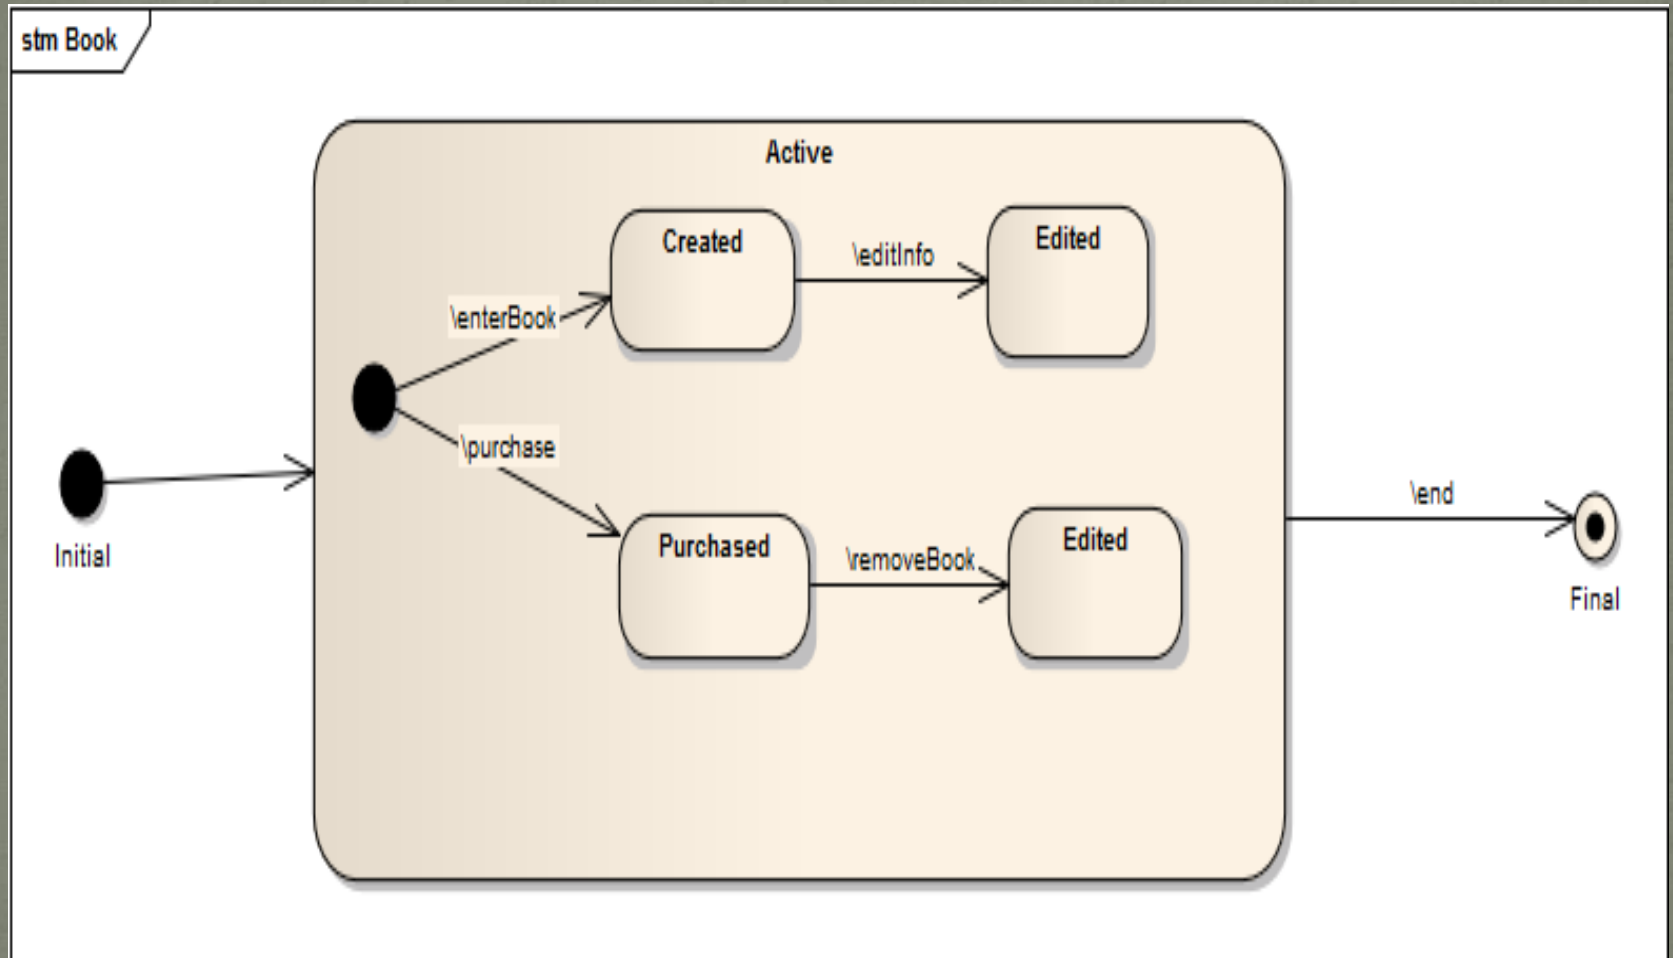 stm Book
Active
Created
\editInfo
Edited
\enterBook
\purchase
Initial
Purchased
\removeBook
Edited
\end
Final